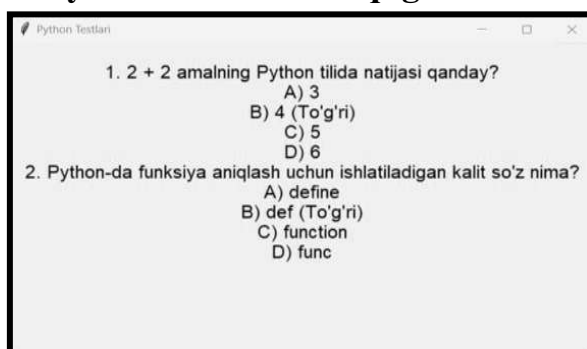 Python Testlari
1. 2 + 2 amalning Python tilida natijasi qanday?
A) 3
B) 4 (To'g'ri)
C) 5
D) 6
2. Python-da funksiya aniqlash uchun ishlatiladigan kalit so'z nima?
A) define
B) def (To'g'ri)
C) function
D) func